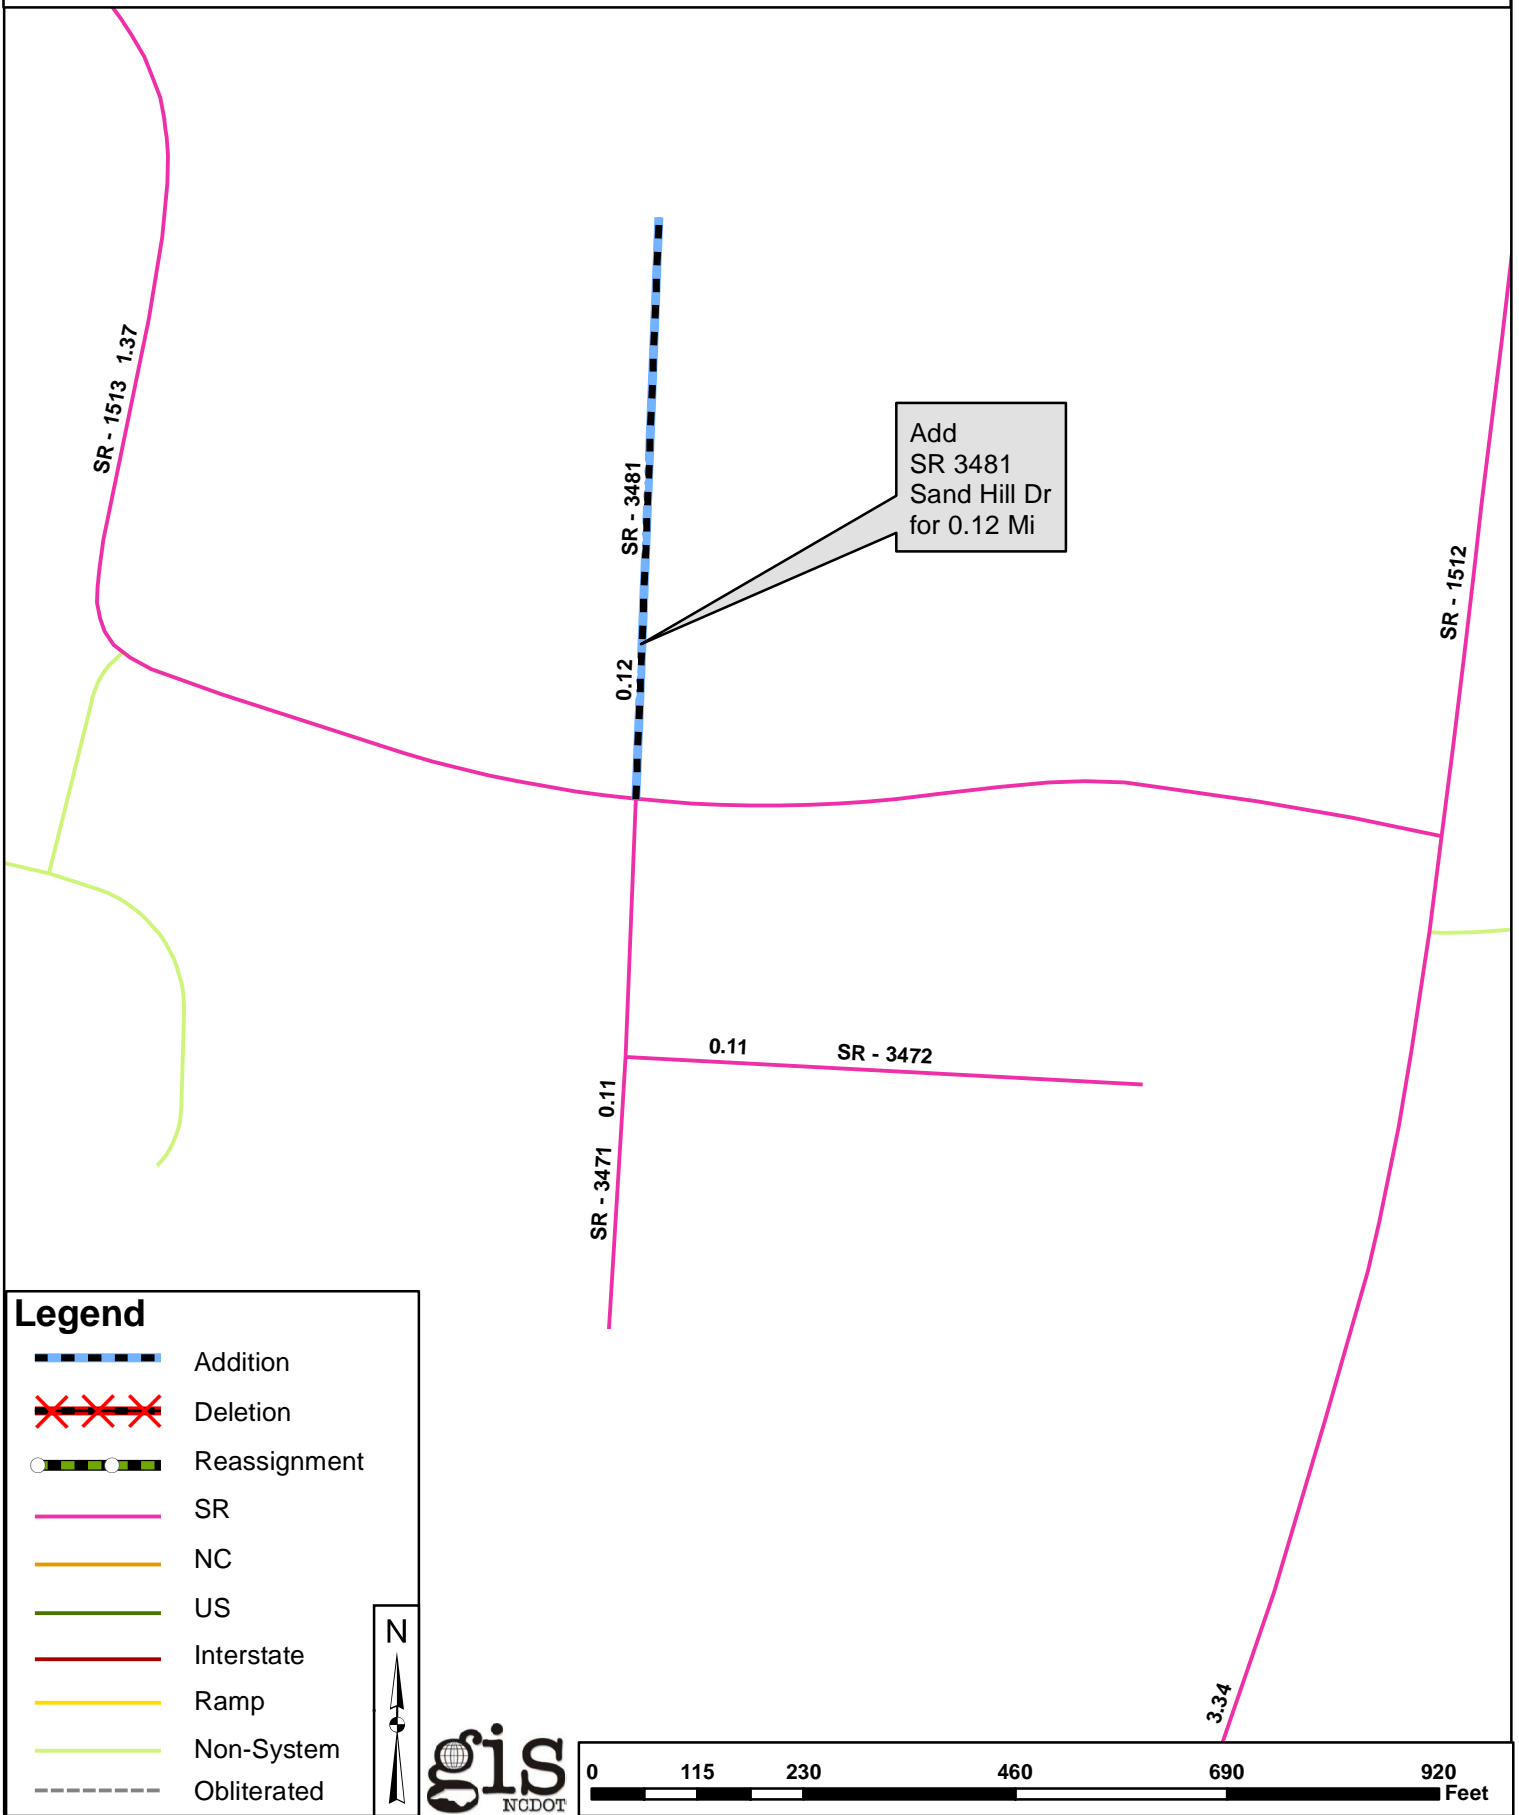 SR - 1513 1.37
SR - 3481
0.12
Add
SR 3481
Sand Hill Dr
for 0.12 Mi
SR - 1512
0.11 SR - 3472
SR - 3471 0.11
3.34
Legend
Addition
Deletion
Reassignment
SR
NC
US
Interstate
Ramp
Non-System
Obliterated
N
gis
NCDOT
0 115 230 460 690 920
Feet